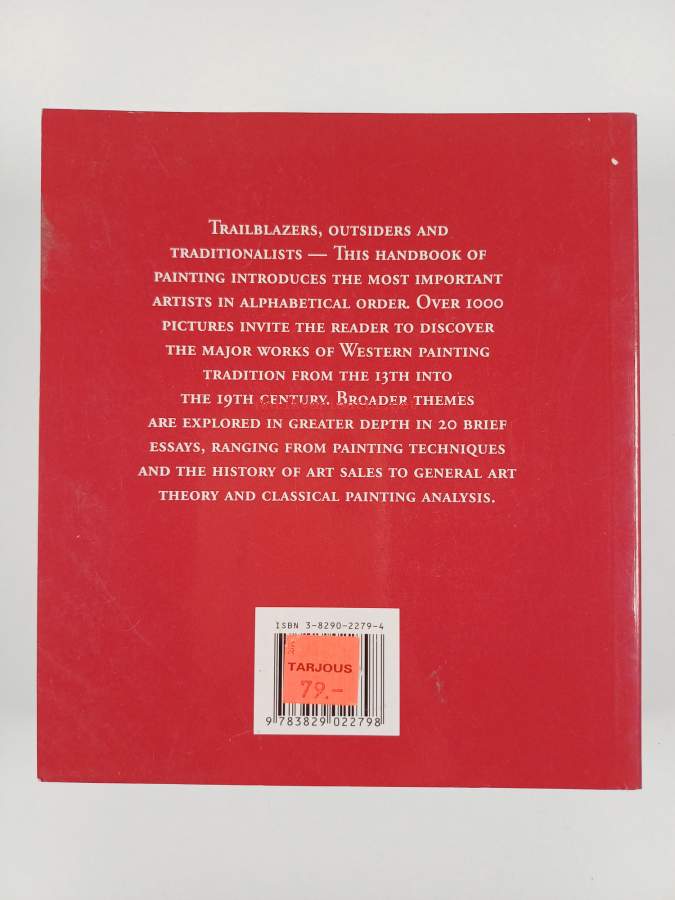 Trailblazers, outsiders and
traditionalists — This handbook of
painting introduces the most important
artists in alphabetical order. Over 1000
pictures invite the reader to discover
the major works of Western painting
tradition from the 13th into
the 19th century. Broader themes
are explored in greater depth in 20 brief
essays, ranging from painting techniques
and the history of art sales to general art
theory and classical painting analysis.
ISBN 3-8290-2279-4
TARJOUS
79.-
9 783829 022798